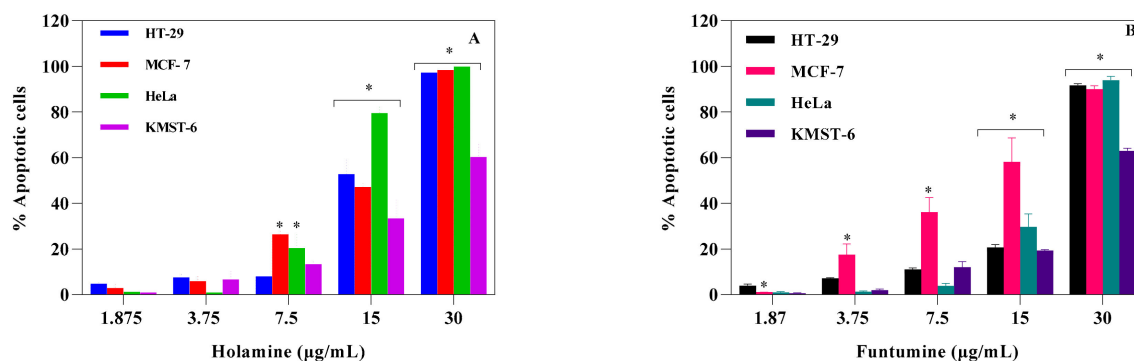 120
100
80
60
40
20
0
% Apoptotic cells
HT-29
MCF- 7
HeLa
KMST-6
A
*
*
* *
1.875 3.75 7.5 15 30
Holamine (µg/mL)
120
100
80
60
40
20
0
% Apoptotic cells
HT-29
MCF-7
HeLa
KMST-6
B
*
*
*
*
*
1.87 3.75 7.5 15 30
Funtumine (µg/mL)